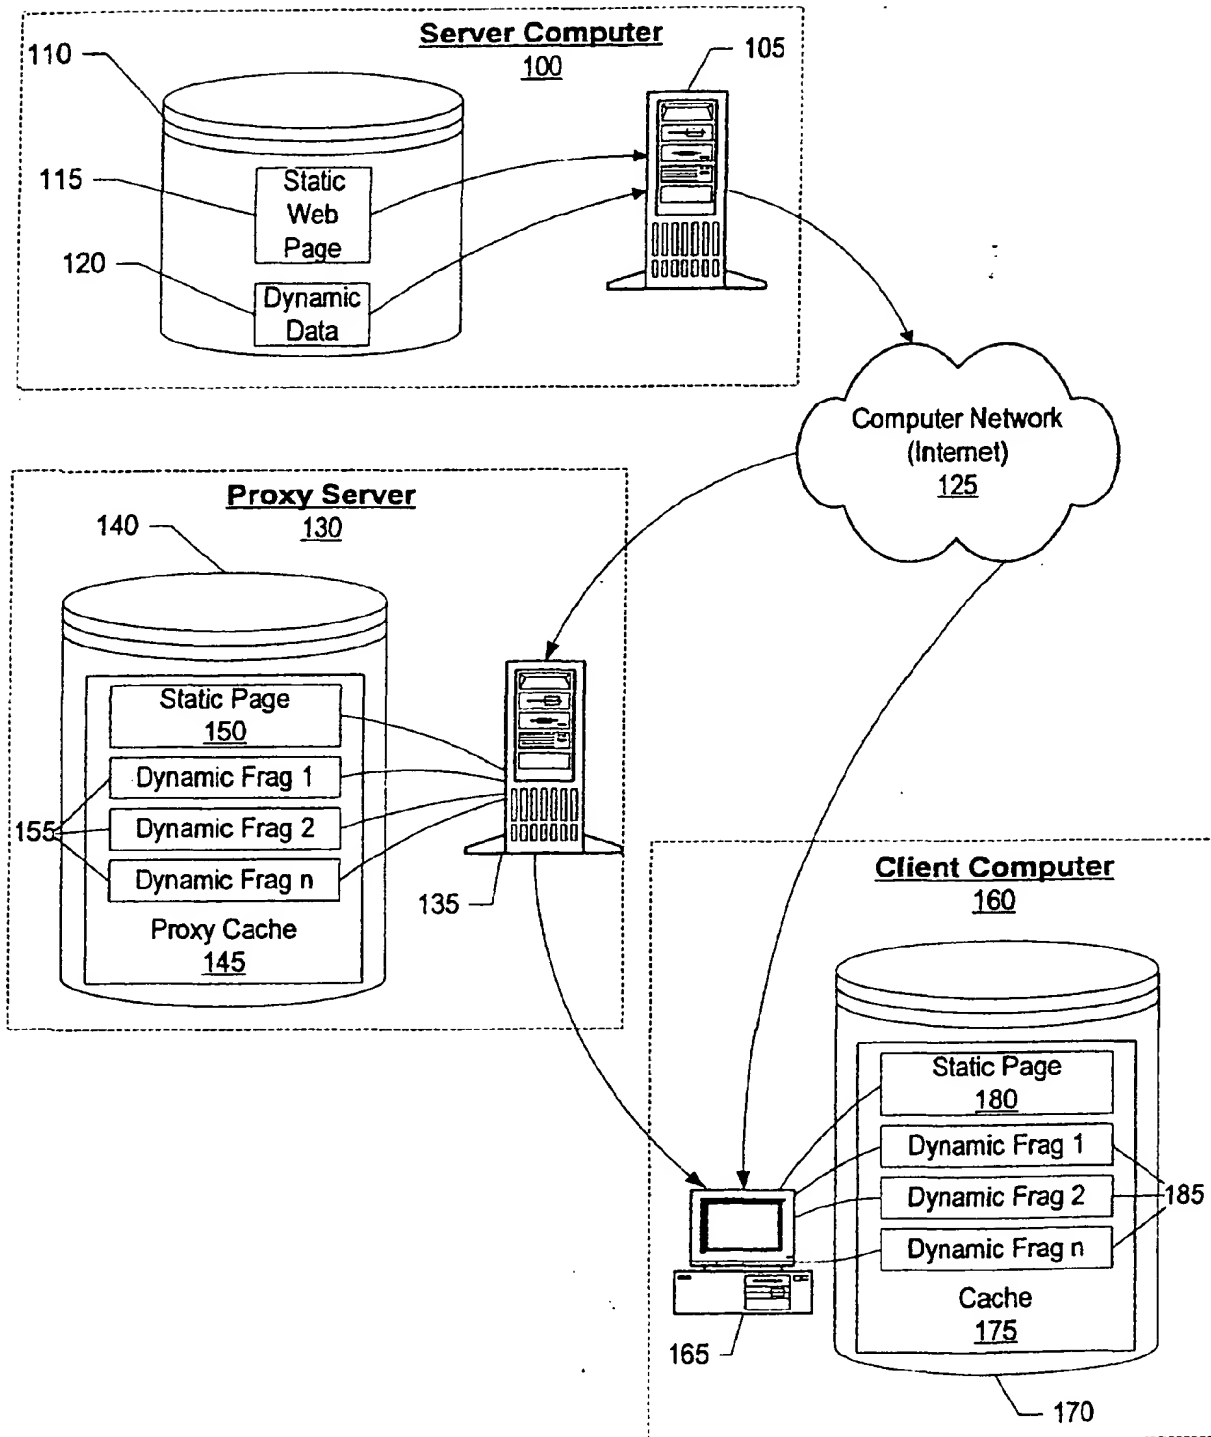 Server Computer
100
110
105
115
Static
Web
Page
120
Dynamic
Data
Computer Network
(Internet)
125
Proxy Server
130
140
Static Page
150
Dynamic Frag 1
155
Dynamic Frag 2
Dynamic Frag n
Proxy Cache
145
135
Client Computer
160
Static Page
180
Dynamic Frag 1
Dynamic Frag 2
185
Dynamic Frag n
Cache
175
165
170